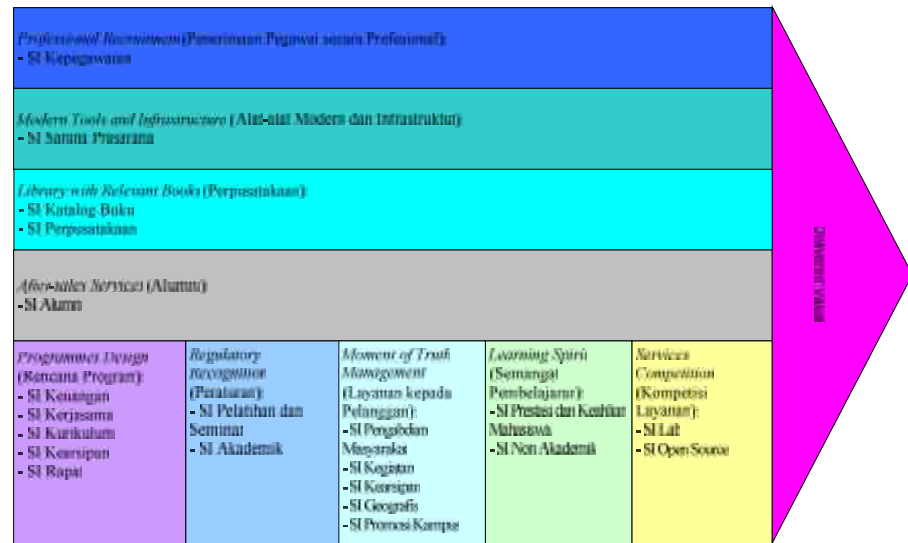 Professional Recruitment (Penerimaan Pegawai secara Profesional):
- SI Kepegawaian
Modern Tools and Infrastructure (Alat-alat Modern dan Infrastruktur):
- SI Sarana Prasarana
Library with Relevant Books (Perpusatakaan):
- SI Katalog Buku
- SI Perpusatakaan
After-sales Services (Alumni)
- SI Alumni
Programmes Design
(Rencana Program):
- SI Keuangan
- SI Kerjasama
- SI Kurikulum
- SI Kearsipan
- SI Rapat
Regulatory
Recognition
(Peraturan):
- SI Pelatihan dan
Seminar
- SI Akademik
Moment of Truth
Management
(Layanan kepada
Pelanggan):
- SI Pengabdian
Masyarakat
- SI Kegiatan
- SI Kearsipan
- SI Geografis
- SI Promosi Kampus
Learning Spirit
(Semangat
Pembelajaran):
- SI Prestasi dan Keahlian
Mahasiswa
- SI Non Akademik
Services
Competition
(Kompetisi
Layanan):
- SI Lab
- SI Open Source